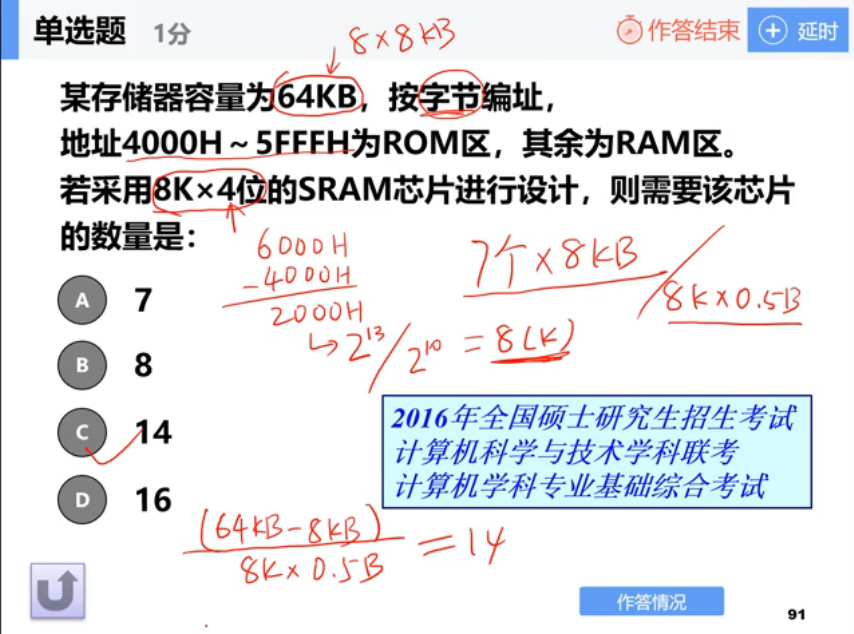 单选题 1分
作答结束
延时
8×8KB
某存储器容量为64KB，按字节编址，
地址4000H～5FFFH为ROM区，其余为RAM区。
若采用8K×4位的SRAM芯片进行设计，则需要该芯片
的数量是：
6000H
-4000H
2000H
↳2¹³/2¹⁰ = 8(K)
7个×8KB/8K×0.5B
A 7
B 8
C 14
D 16
2016年全国硕士研究生招生考试
计算机科学与技术学科联考
计算机学科专业基础综合考试
(64KB-8KB)
8K×0.5B
=14
作答情况
91